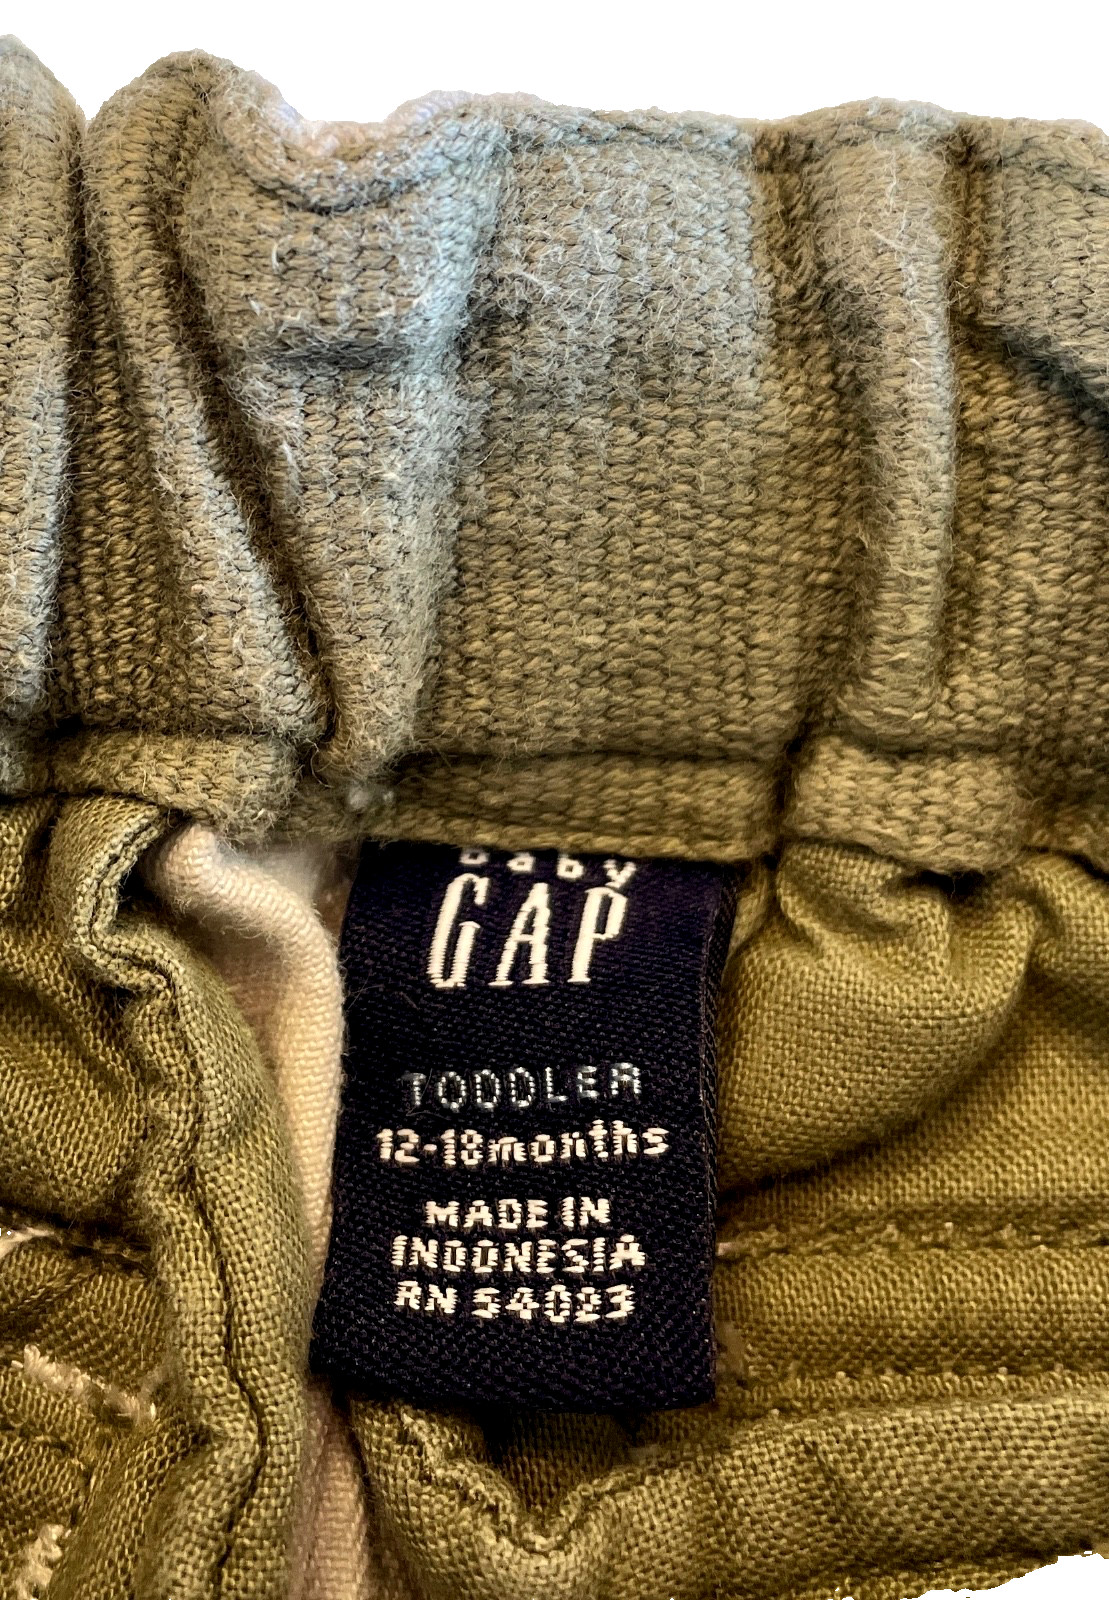 baby
GAP
TODDLER
12-18months
MADE IN
INDONESIA
RN 54023